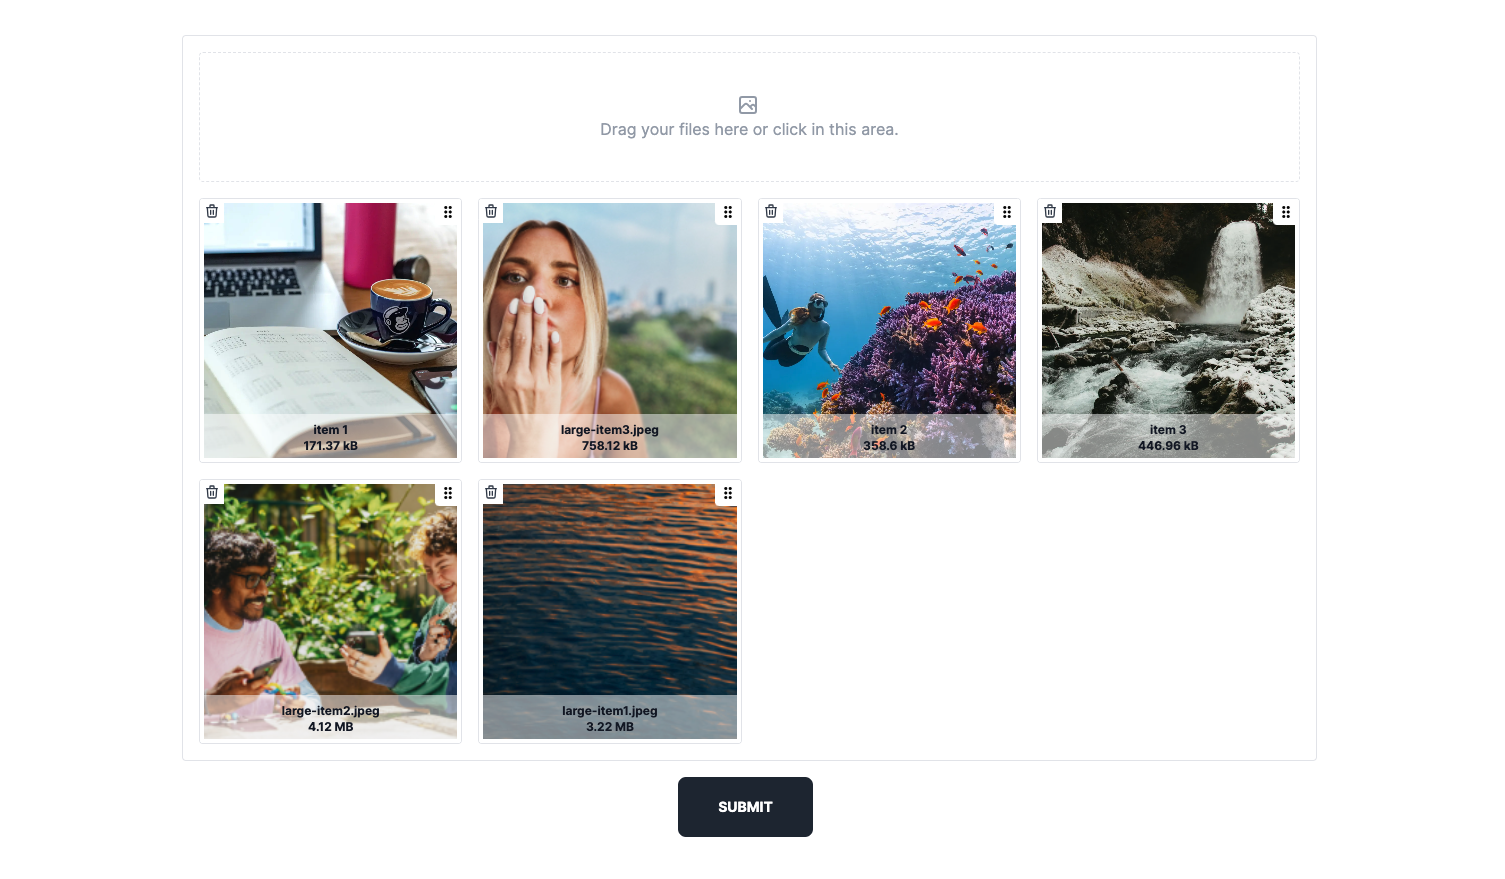 Drag your files here or click in this area.
item 1
171.37 kB
large-item3.jpeg
758.12 kB
item 2
358.6 kB
item 3
446.96 kB
large-item2.jpeg
4.12 MB
large-item1.jpeg
3.22 MB
SUBMIT